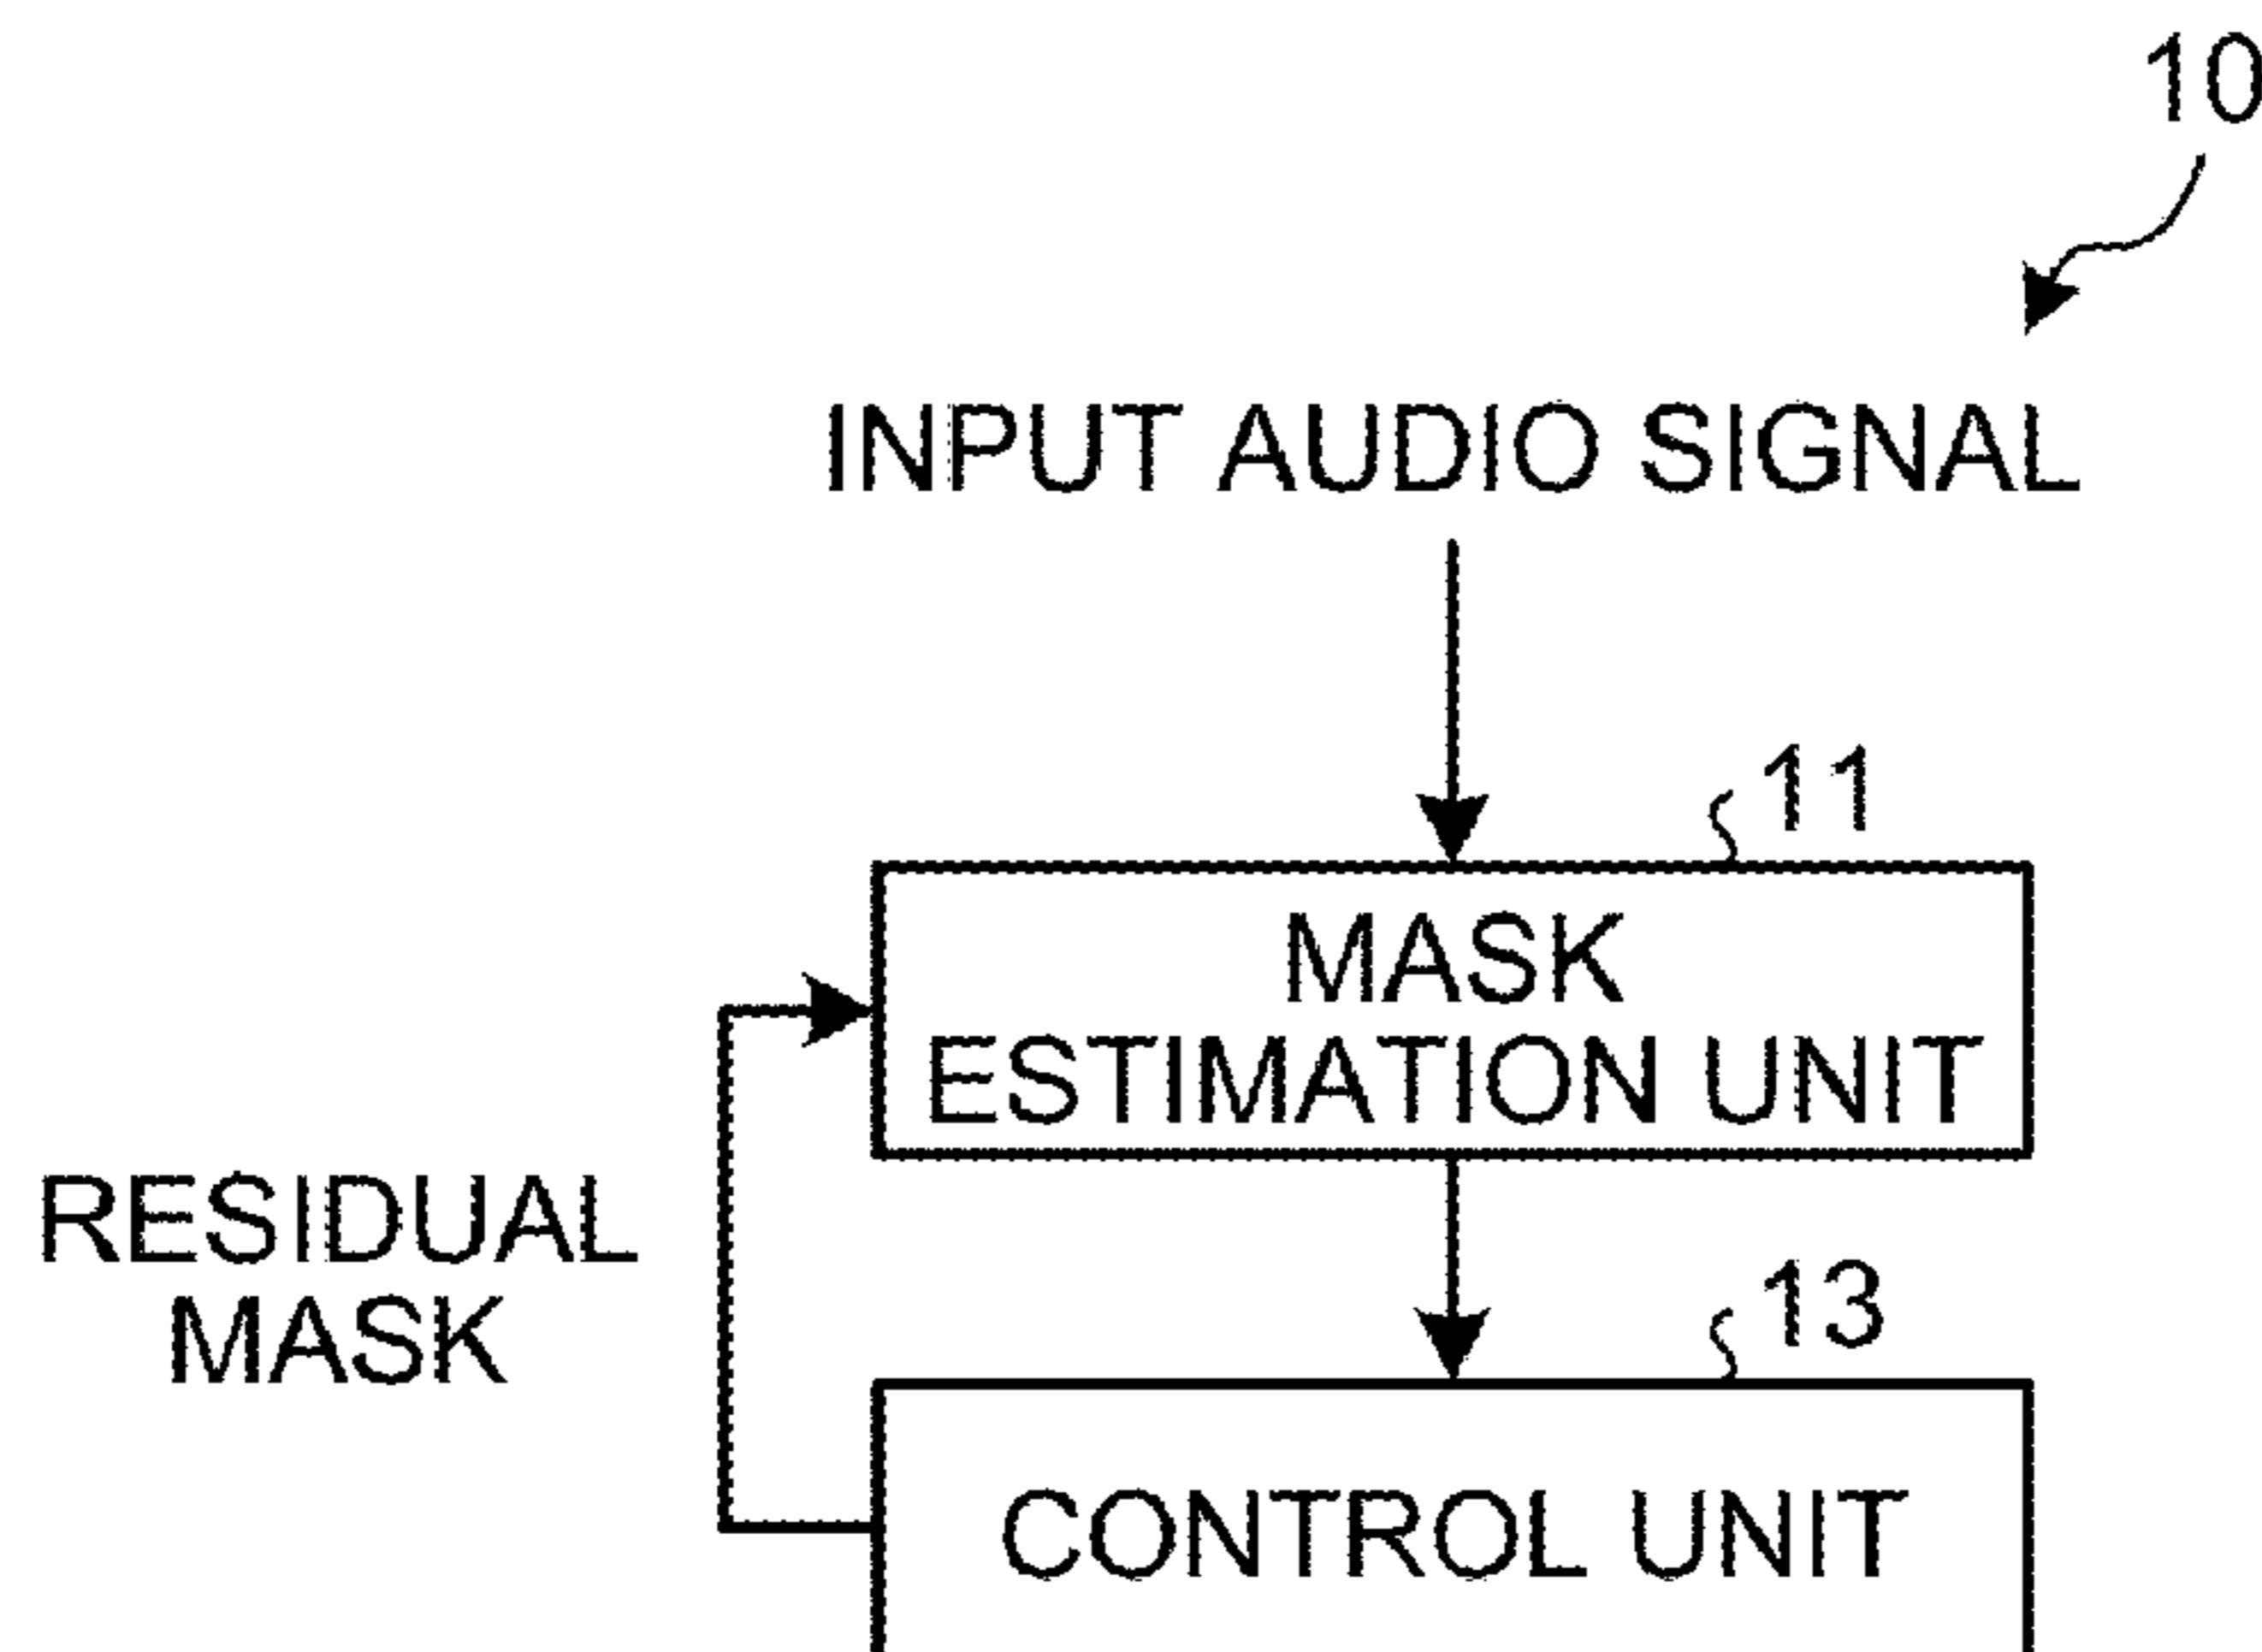 10
INPUT AUDIO SIGNAL
11
MASK
ESTIMATION UNIT
RESIDUAL
MASK
13
CONTROL UNIT